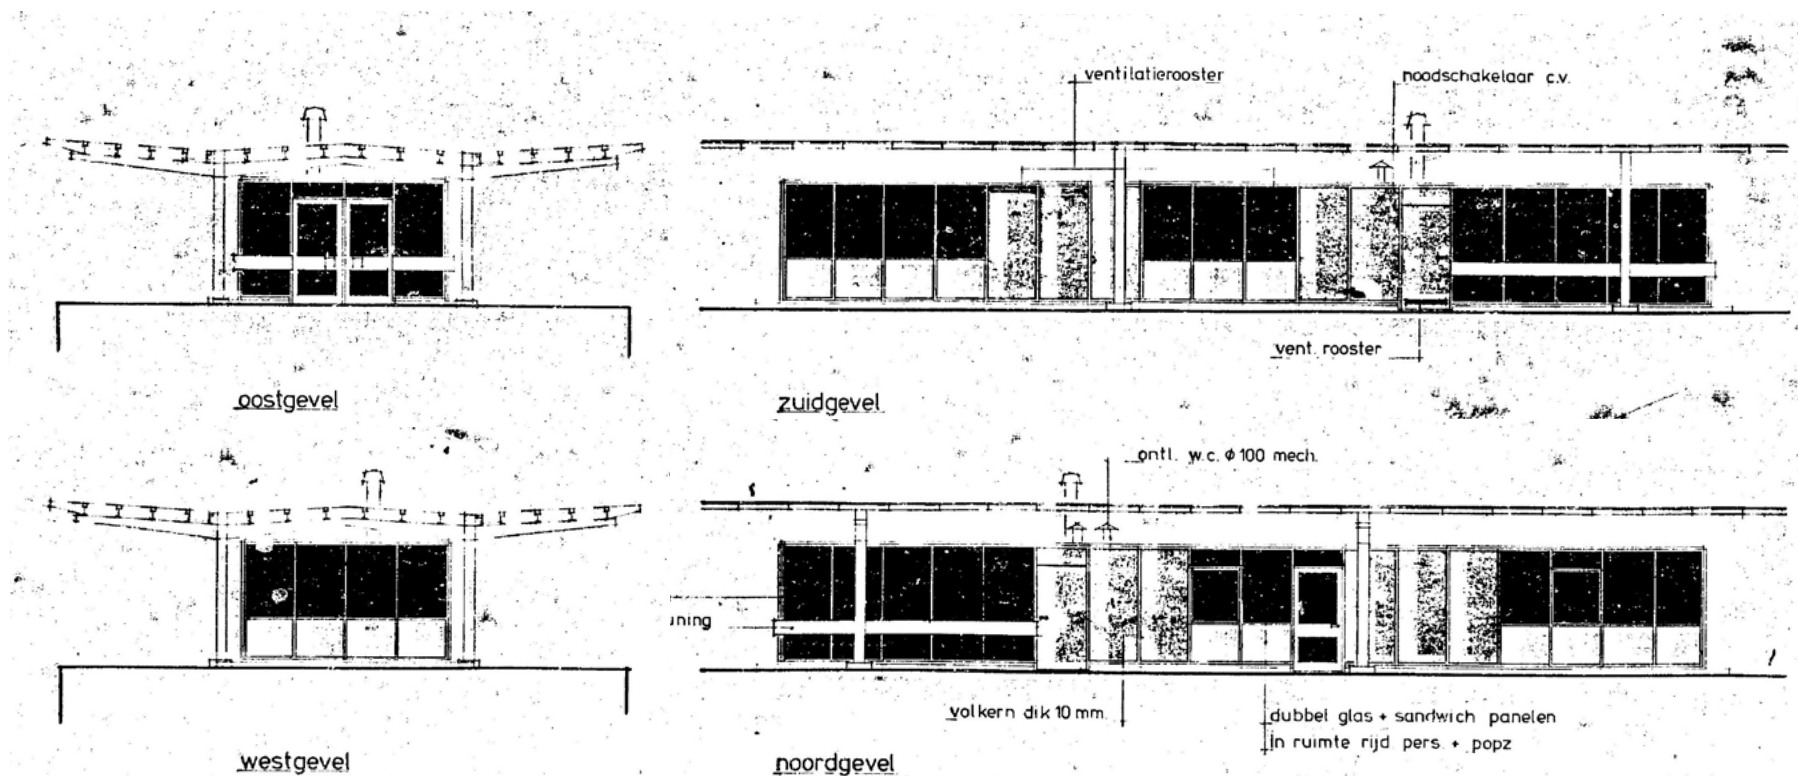 ventilatierooster
noodschakelaar c.v.
vent. rooster
oostgevel
zuidgevel
ontl. w.c. ϕ 100 mech.
uning
volkern dik 10 mm.
dubbel glas + sandwich panelen
in ruimte rijd. pers. + popz
westgevel
noordgevel